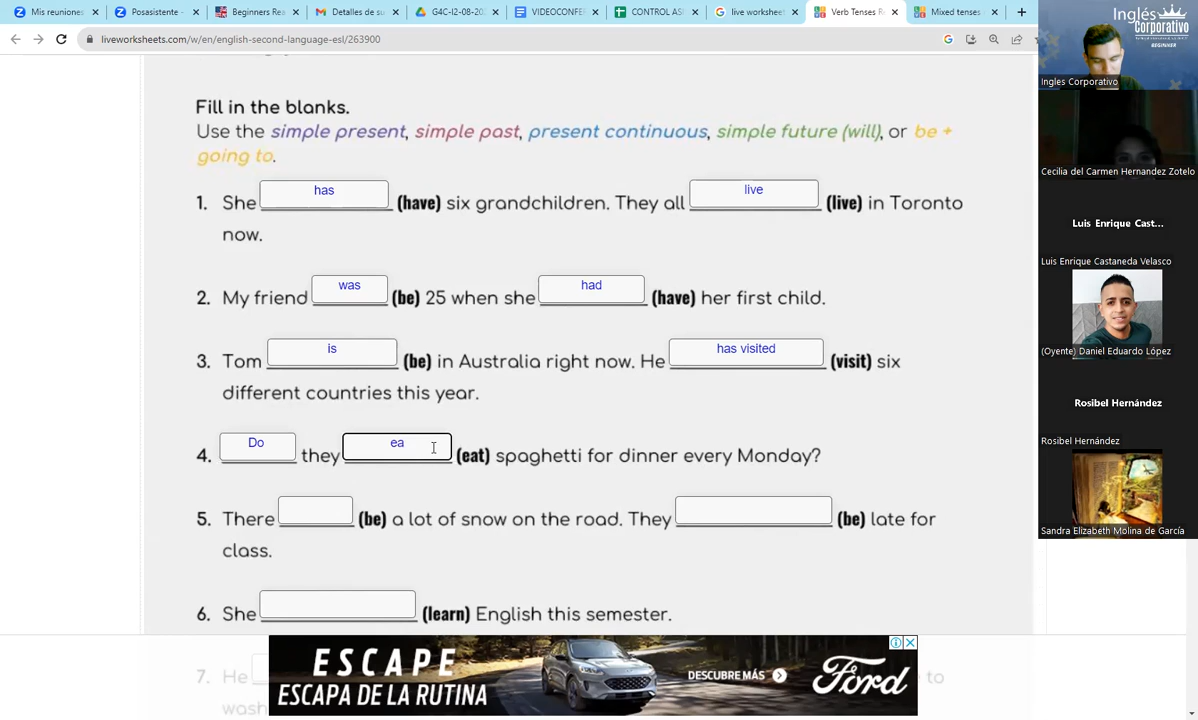 Mis reuniones
Posasistente -
Beginners Rea
Detalles de su
G4C-I2-08-20
VIDEOCONFE
CONTROL AS
live worksheets
Verb Tenses R
Mixed tenses
liveworksheets.com/w/en/english-second-language-esl/263900
Fill in the blanks.
Use the simple present, simple past, present continuous, simple future (will), or be +
going to.
1. She has (have) six grandchildren. They all live (live) in Toronto
now.
2. My friend was (be) 25 when she had (have) her first child.
3. Tom is (be) in Australia right now. He has visited (visit) six
different countries this year.
4. Do they ea (eat) spaghetti for dinner every Monday?
5. There (be) a lot of snow on the road. They (be) late for
class.
6. She (learn) English this semester.
7. He to
wash
ESCAPE
ESCAPA DE LA RUTINA
DESCUBRE MÁS
Ford
Inglés
Corporativo
BEGINNER
Ingles Corporativo
Cecilia del Carmen Hernandez Zotelo
Luis Enrique Cast...
Luis Enrique Castaneda Velasco
(Oyente) Daniel Eduardo López
Rosibel Hernández
Rosibel Hernández
Sandra Elizabeth Molina de García